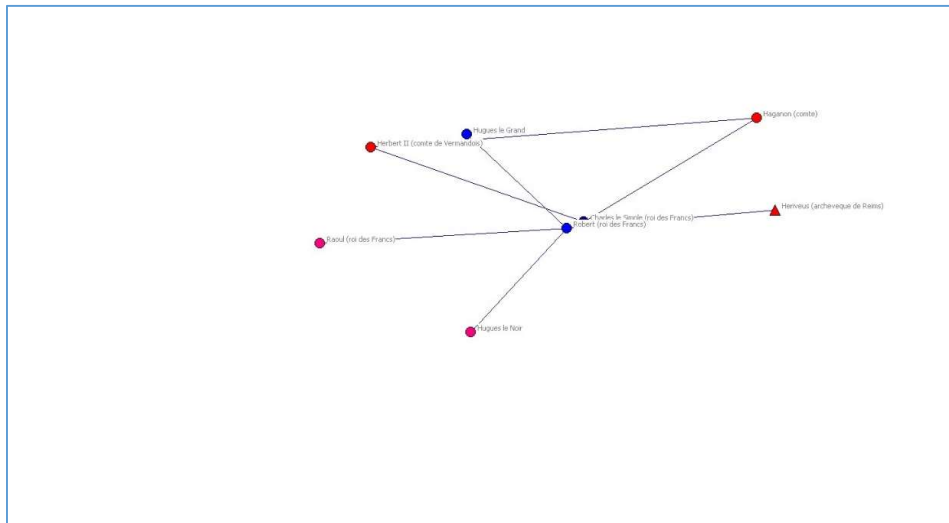 Haganon (comte)
Hugues le Grand
Herbert II (comte de Vermandois)
Heriveus (archeveque de Reims)
Charles le Simple (roi des Francs)
Robert (roi des Francs)
Raoul (roi des Francs)
Hugues le Noir